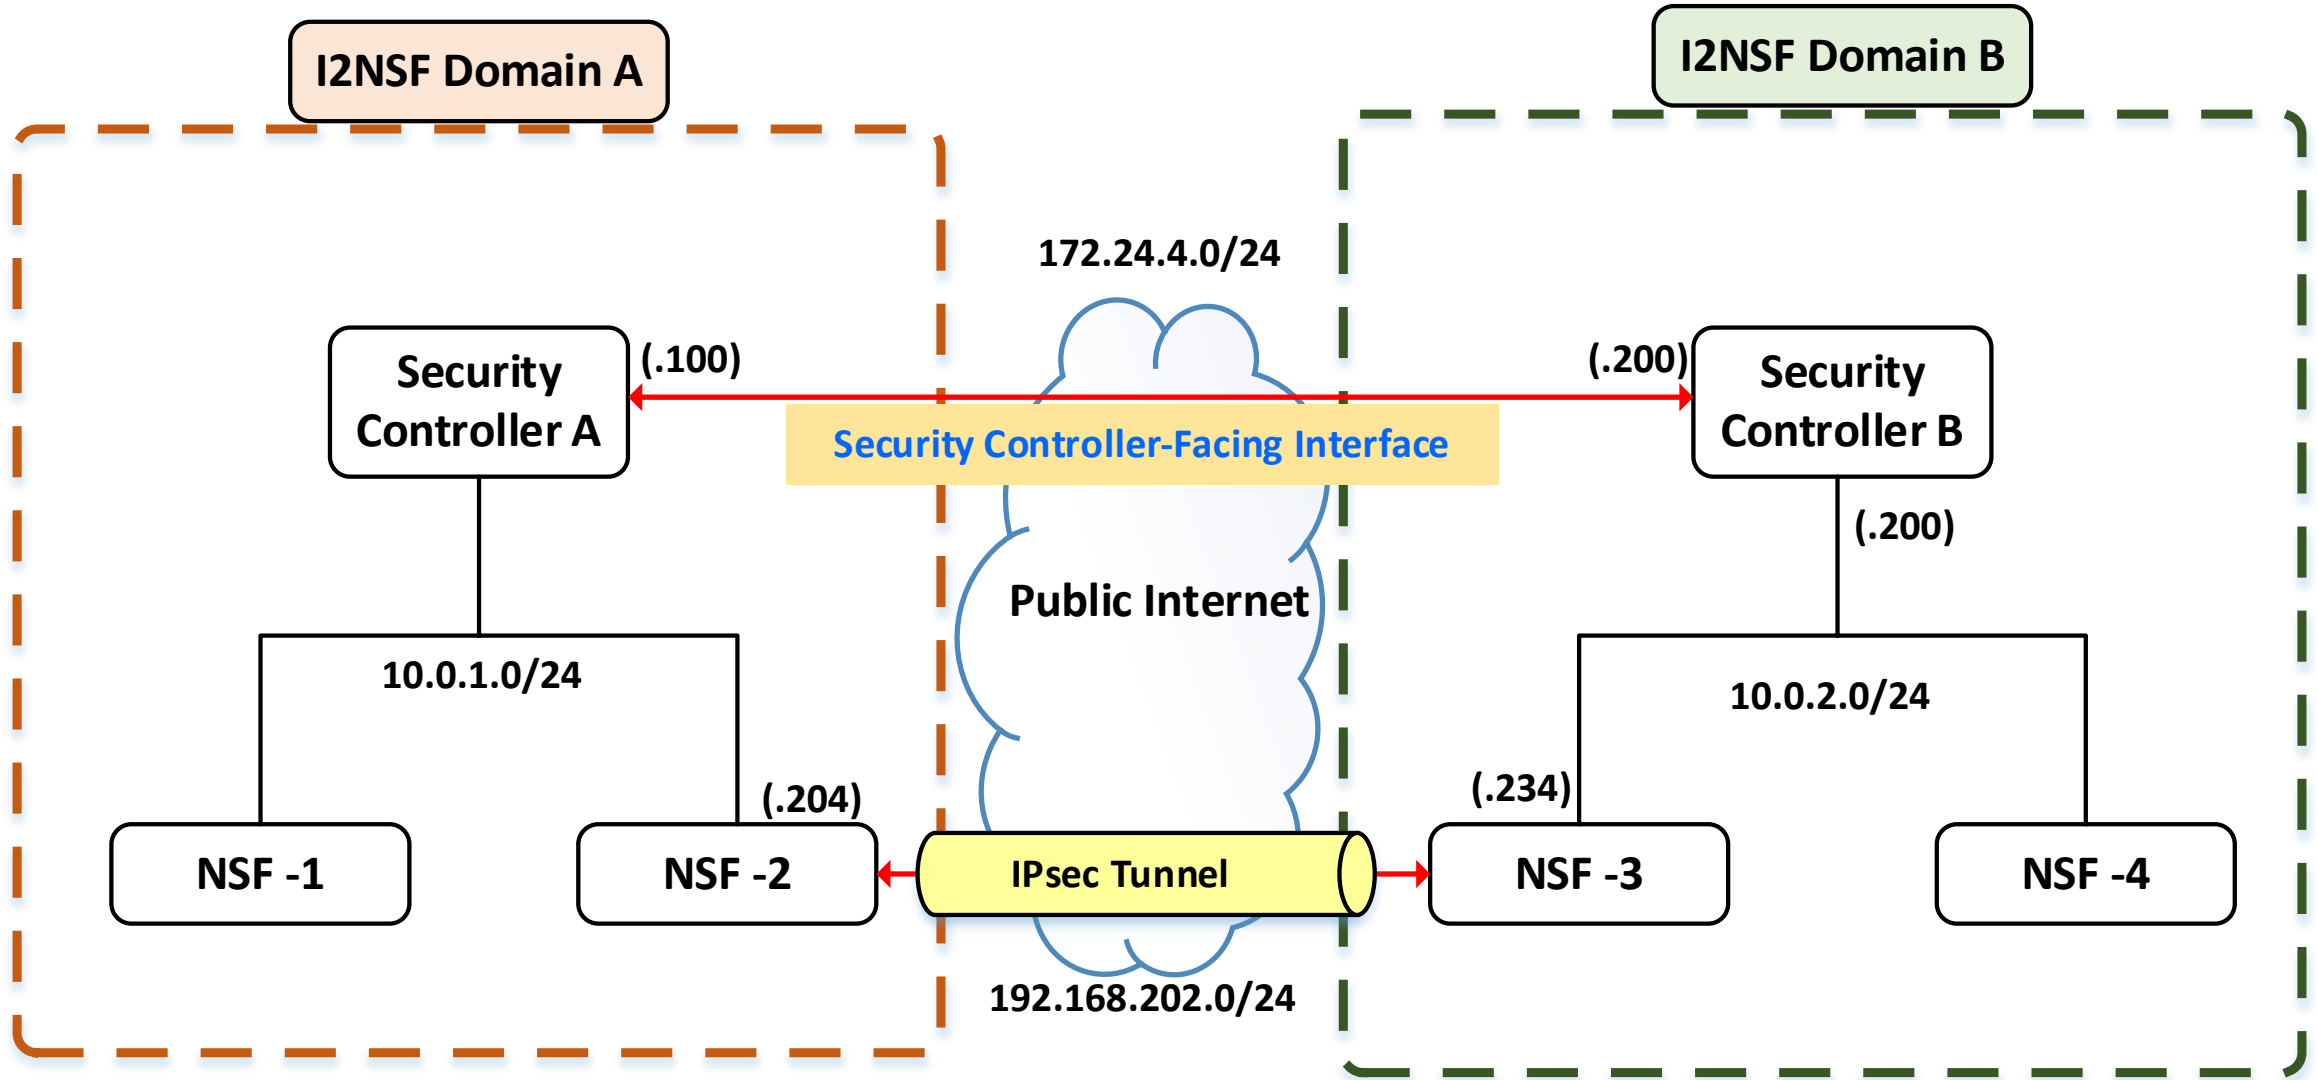 I2NSF Domain A
I2NSF Domain B
172.24.4.0/24
(.100)
(.200)
Security
Controller A
Security
Controller B
Security Controller-Facing Interface
(.200)
Public Internet
10.0.1.0/24
10.0.2.0/24
(.204)
(.234)
NSF -1
NSF -2
IPsec Tunnel
NSF -3
NSF -4
192.168.202.0/24